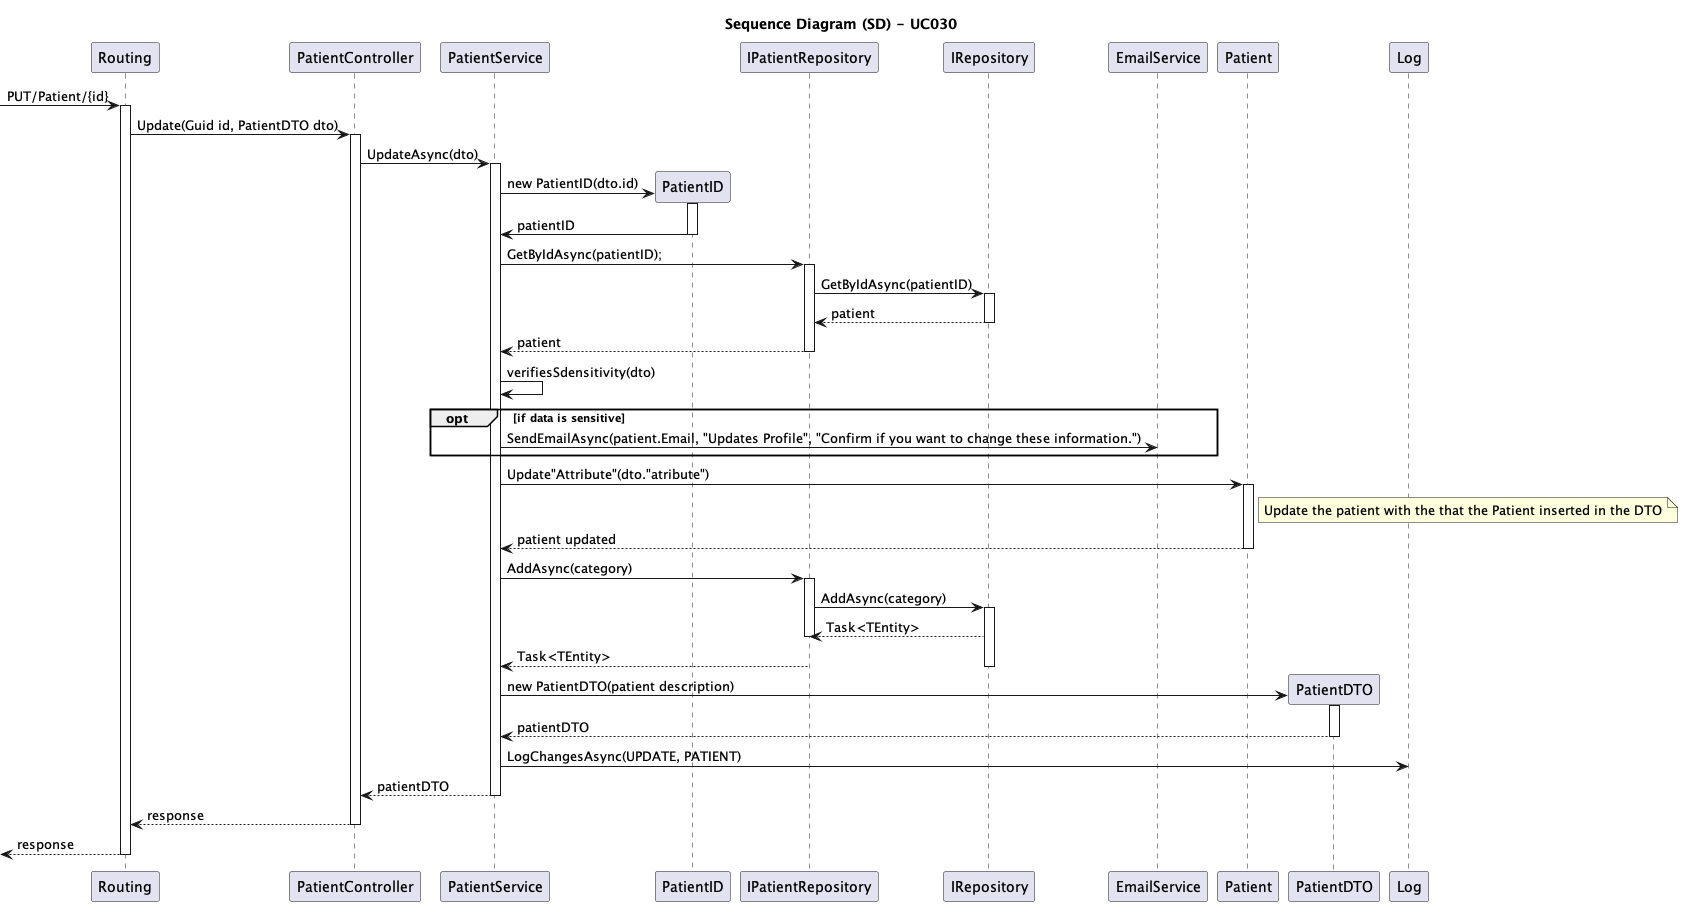 Sequence Diagram (SD) - UC030
Routing PatientController PatientService IPatientRepository IRepository EmailService Patient Log
PUT/Patient/{id}
Update(Guid id, PatientDTO dto)
UpdateAsync(dto)
new PatientID(dto.id)
PatientID
patientID
GetByIdAsync(patientID);
GetByIdAsync(patientID)
patient
patient
verifiesSdensitivity(dto)
opt [if data is sensitive]
SendEmailAsync(patient.Email, "Updates Profile", "Confirm if you want to change these information.")
Update"Attribute"(dto."atribute")
Update the patient with the that the Patient inserted in the DTO
patient updated
AddAsync(category)
AddAsync(category)
Task<TEntity>
Task<TEntity>
new PatientDTO(patient description)
PatientDTO
patientDTO
LogChangesAsync(UPDATE, PATIENT)
patientDTO
response
response
Routing PatientController PatientService PatientID IPatientRepository IRepository EmailService Patient PatientDTO Log